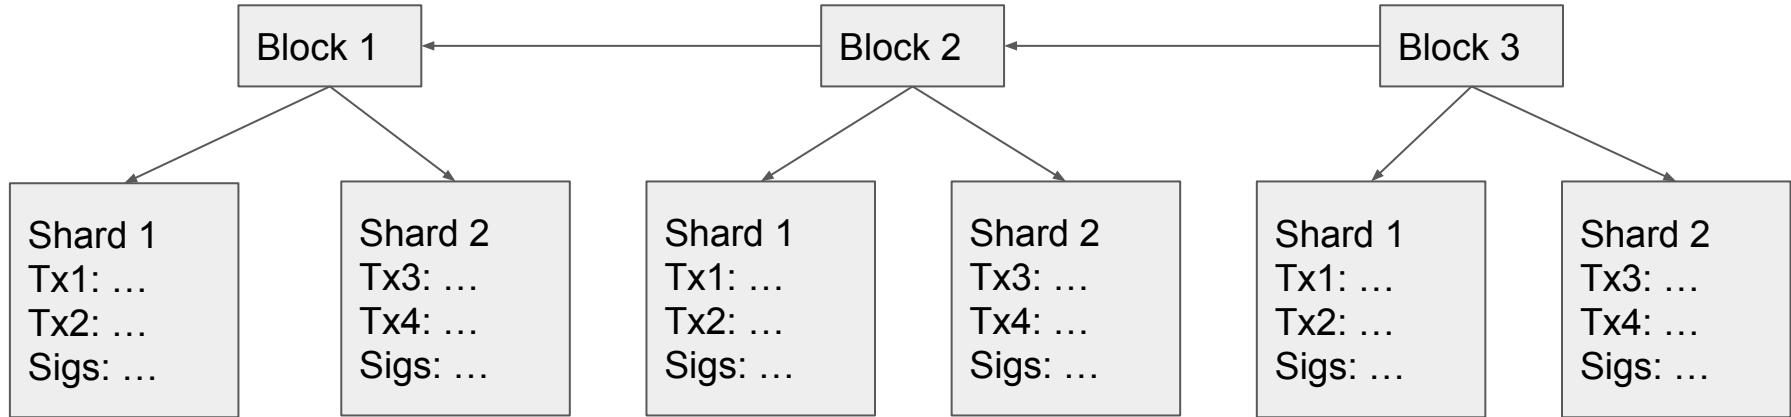 Block 1
Block 2
Block 3
Shard 1
Tx1: …
Tx2: …
Sigs: …
Shard 2
Tx3: …
Tx4: …
Sigs: …
Shard 1
Tx1: …
Tx2: …
Sigs: …
Shard 2
Tx3: …
Tx4: …
Sigs: …
Shard 1
Tx1: …
Tx2: …
Sigs: …
Shard 2
Tx3: …
Tx4: …
Sigs: …